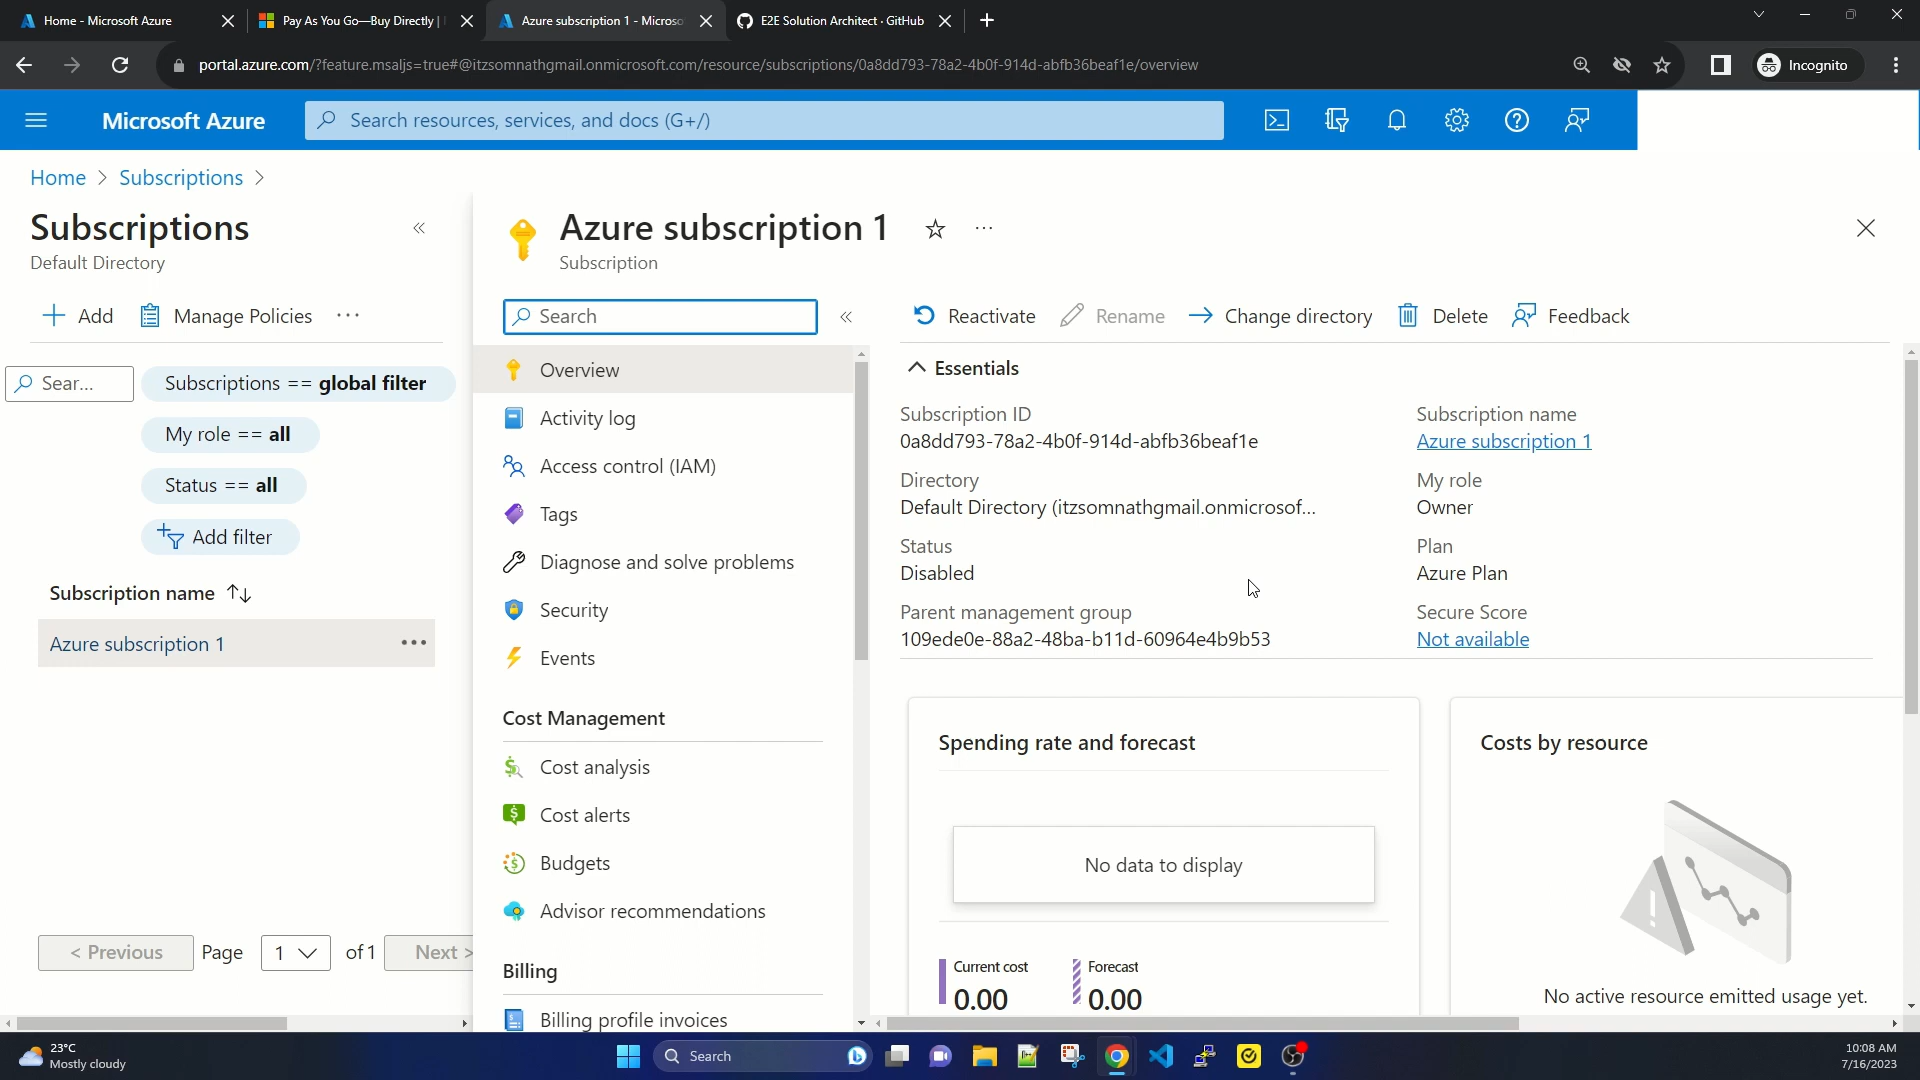 Home - Microsoft Azure
Pay As You Go—Buy Directly |
Azure subscription 1 - Microso
E2E Solution Architect · GitHub
portal.azure.com/?feature.msaljs=true#@itzsomnathgmail.onmicrosoft.com/resource/subscriptions/0a8dd793-78a2-4b0f-914d-abfb36beaf1e/overview
Incognito
Microsoft Azure
Search resources, services, and docs (G+/)
Home > Subscriptions >
Subscriptions
Default Directory
Add
Manage Policies
Sear...
Subscriptions == global filter
My role == all
Status == all
Add filter
Subscription name
Azure subscription 1
< Previous
Page
1
of 1
Next >
Azure subscription 1
Subscription
Search
Overview
Activity log
Access control (IAM)
Tags
Diagnose and solve problems
Security
Events
Cost Management
Cost analysis
Cost alerts
Budgets
Advisor recommendations
Billing
Billing profile invoices
Reactivate
Rename
Change directory
Delete
Feedback
Essentials
Subscription ID
0a8dd793-78a2-4b0f-914d-abfb36beaf1e
Directory
Default Directory (itzsomnathgmail.onmicrosof...
Status
Disabled
Parent management group
109ede0e-88a2-48ba-b11d-60964e4b9b53
Subscription name
Azure subscription 1
My role
Owner
Plan
Azure Plan
Secure Score
Not available
Spending rate and forecast
No data to display
Current cost
0.00
Forecast
0.00
Costs by resource
No active resource emitted usage yet.
23°C
Mostly cloudy
Search
10:08 AM
7/16/2023